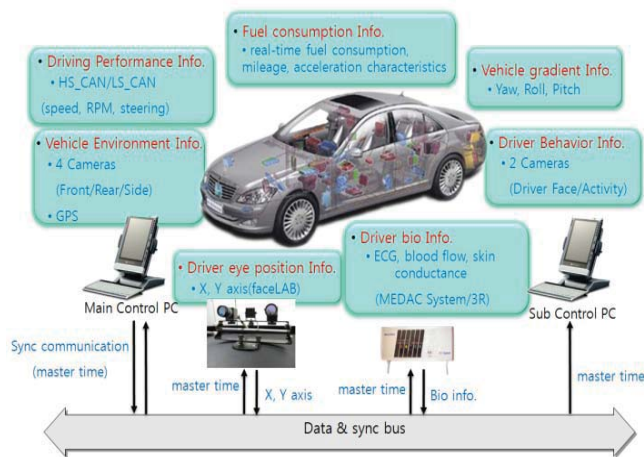 • Fuel consumption Info.
• real-time fuel consumption,
mileage, acceleration characteristics
• Driving Performance Info.
• HS_CAN/LS_CAN
(speed, RPM, steering)
• Vehicle gradient Info.
• Yaw, Roll, Pitch
• Vehicle Environment Info.
• 4 Cameras
(Front/Rear/Side)
• GPS
• Driver Behavior Info.
• 2 Cameras
(Driver Face/Activity)
• Driver eye position Info.
• X, Y axis(faceLAB)
• Driver bio Info.
• ECG, blood flow, skin
conductance
(MEDAC System/3R)
Main Control PC
Sub Control PC
Sync communication
(master time)
master time
X, Y axis
master time
Bio info.
master time
Data & sync bus